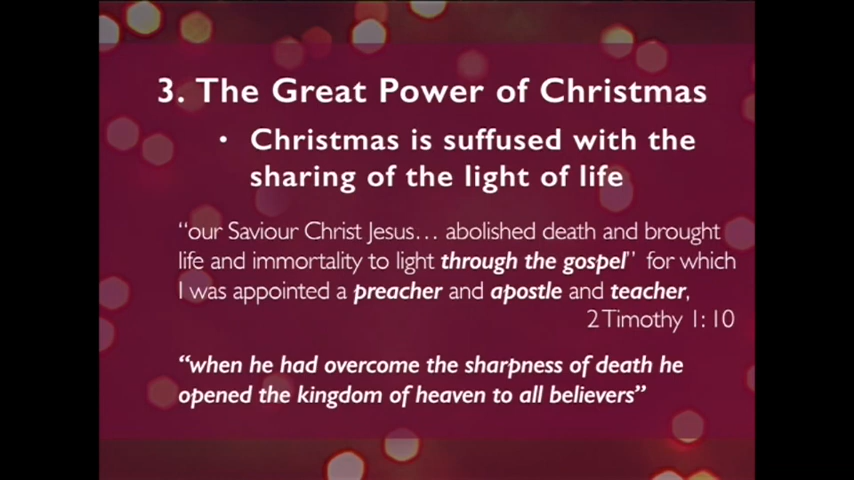 3. The Great Power of Christmas
• Christmas is suffused with the
sharing of the light of life
“our Saviour Christ Jesus… abolished death and brought
life and immortality to light through the gospel” for which
I was appointed a preacher and apostle and teacher,
2 Timothy 1: 10
“when he had overcome the sharpness of death he
opened the kingdom of heaven to all believers”